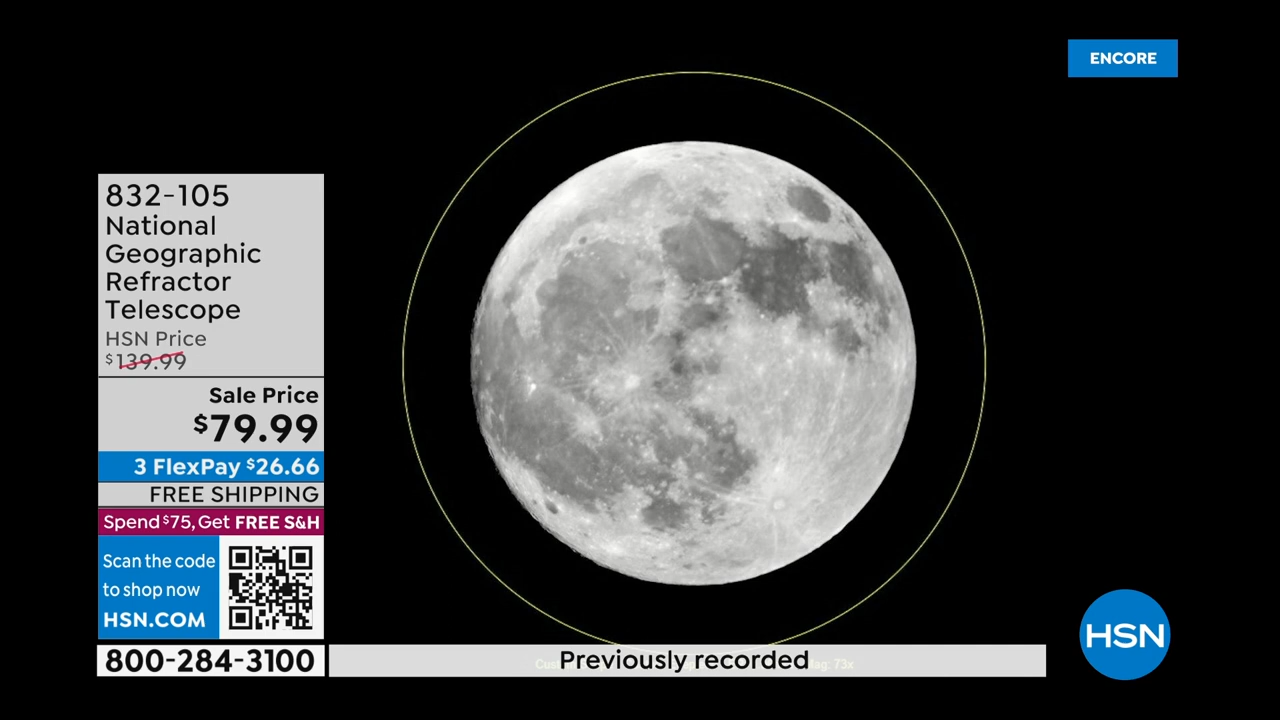 ENCORE
832-105
National
Geographic
Refractor
Telescope
HSN Price
$139.99
Sale Price
$79.99
3 FlexPay $26.66
FREE SHIPPING
Spend $75, Get FREE S&H
Scan the code
to shop now
HSN.COM
800-284-3100
Previously recorded
Mag: 73x
HSN